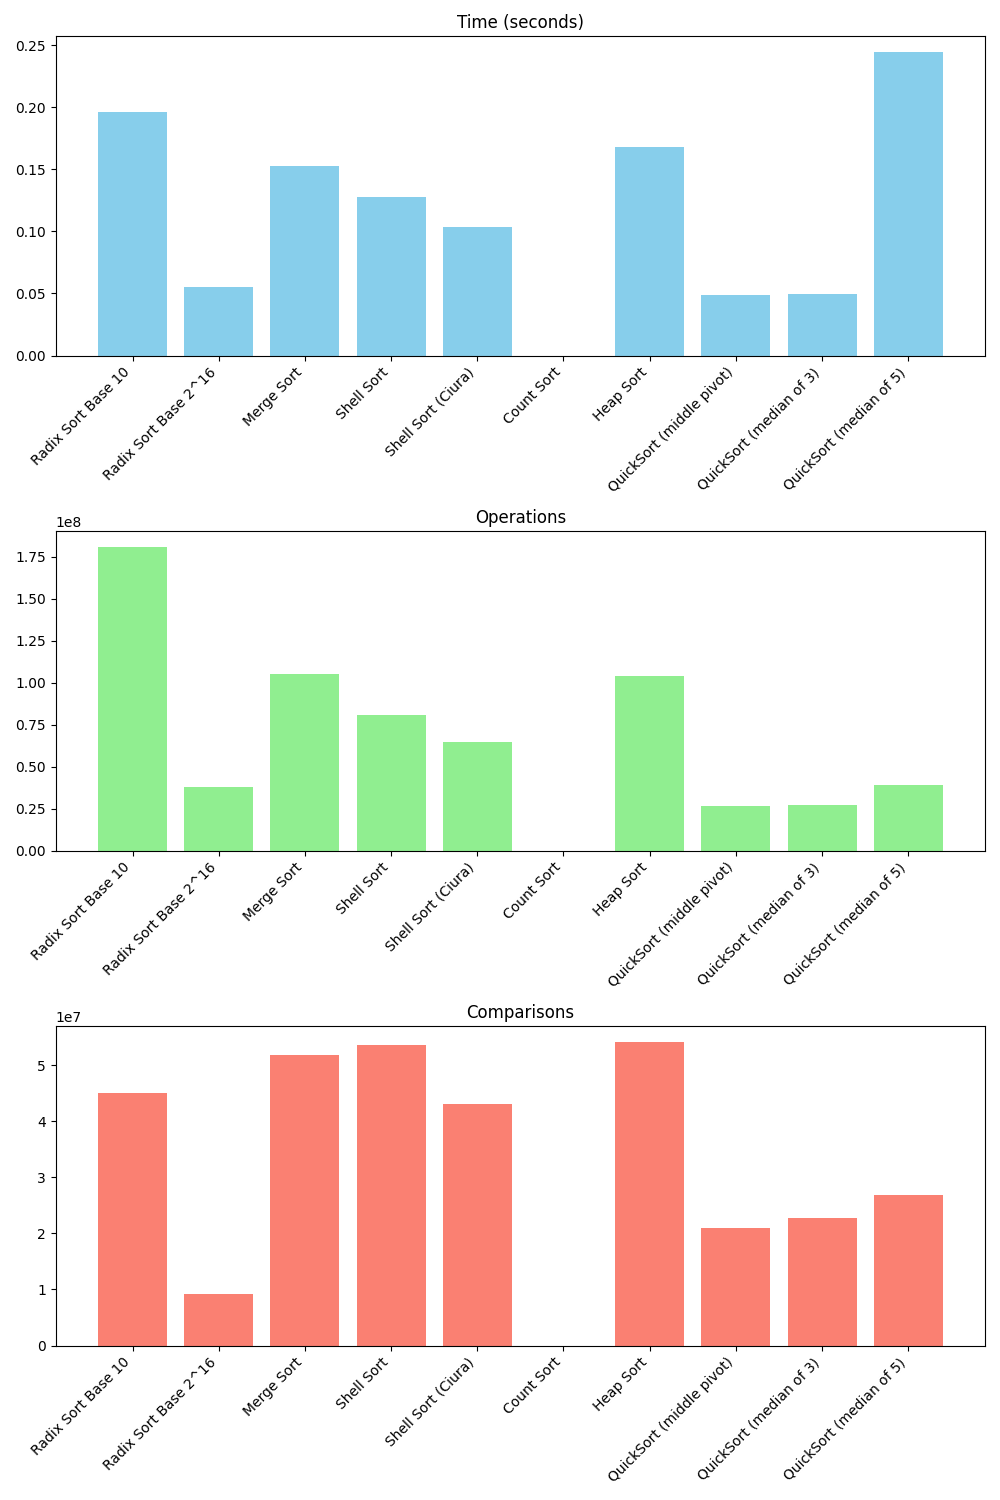 Time (seconds)
0.25
0.20
0.15
0.10
0.05
0.00
Radix Sort Base 10
Radix Sort Base 2^16
Merge Sort
Shell Sort
Shell Sort (Ciura)
Count Sort
Heap Sort
QuickSort (middle pivot)
QuickSort (median of 3)
QuickSort (median of 5)
Operations
1e8
1.75
1.50
1.25
1.00
0.75
0.50
0.25
0.00
Radix Sort Base 10
Radix Sort Base 2^16
Merge Sort
Shell Sort
Shell Sort (Ciura)
Count Sort
Heap Sort
QuickSort (middle pivot)
QuickSort (median of 3)
QuickSort (median of 5)
Comparisons
1e7
5
4
3
2
1
0
Radix Sort Base 10
Radix Sort Base 2^16
Merge Sort
Shell Sort
Shell Sort (Ciura)
Count Sort
Heap Sort
QuickSort (middle pivot)
QuickSort (median of 3)
QuickSort (median of 5)